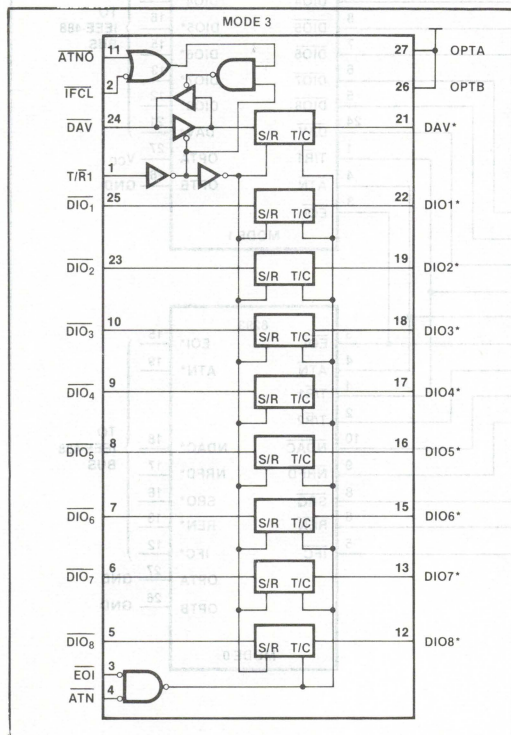 MODE 3
ATNO 11
IFCL 2
DAV 24
T/R1 1
DIO1 25
DIO2 23
DIO3 10
DIO4 9
DIO5 8
DIO6 7
DIO7 6
DIO8 5
EOI 3
ATN 4
S/R T/C
S/R T/C
S/R T/C
S/R T/C
S/R T/C
S/R T/C
S/R T/C
S/R T/C
S/R T/C
27 OPTA
26 OPTB
21 DAV*
22 DIO1*
19 DIO2*
18 DIO3*
17 DIO4*
16 DIO5*
15 DIO6*
13 DIO7*
12 DIO8*